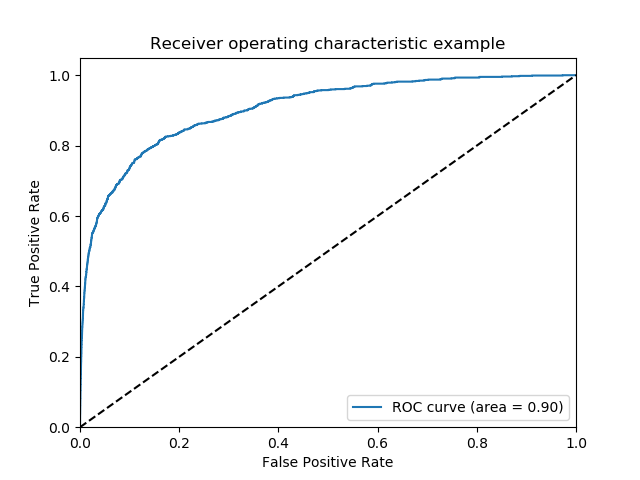 Receiver operating characteristic example
1.0
0.8
0.6
0.4
0.2
0.0
True Positive Rate
ROC curve (area = 0.90)
0.0 0.2 0.4 0.6 0.8 1.0
False Positive Rate